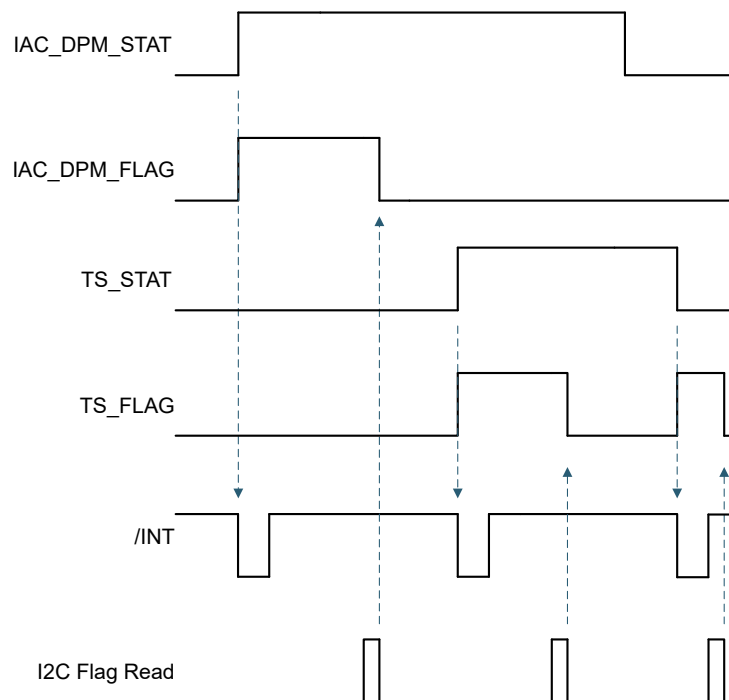 IAC_DPM_STAT
IAC_DPM_FLAG
TS_STAT
TS_FLAG
/INT
I2C Flag Read